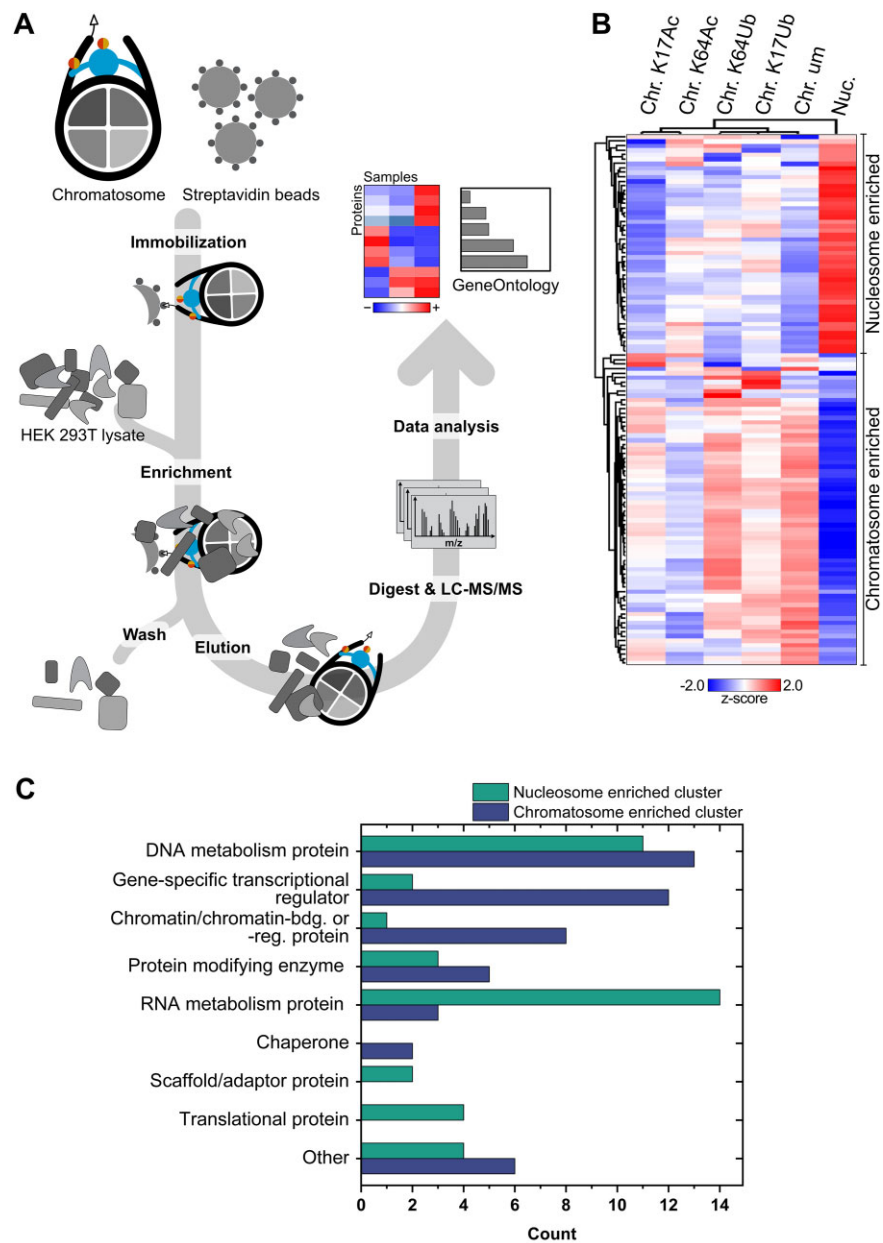 A
Chromatosome
Streptavidin beads
Immobilization
HEK 293T lysate
Enrichment
Wash
Elution
Digest & LC-MS/MS
m/z
Data analysis
Samples
Proteins
GeneOntology
− +
B
Chr. K17Ac
Chr. K64Ac
Chr. K64Ub
Chr. K17Ub
Chr. um
Nuc.
Nucleosome enriched
Chromatosome enriched
-2.0 2.0
z-score
C
Nucleosome enriched cluster
Chromatosome enriched cluster
DNA metabolism protein
Gene-specific transcriptional
regulator
Chromatin/chromatin-bdg. or
-reg. protein
Protein modifying enzyme
RNA metabolism protein
Chaperone
Scaffold/adaptor protein
Translational protein
Other
0 2 4 6 8 10 12 14
Count